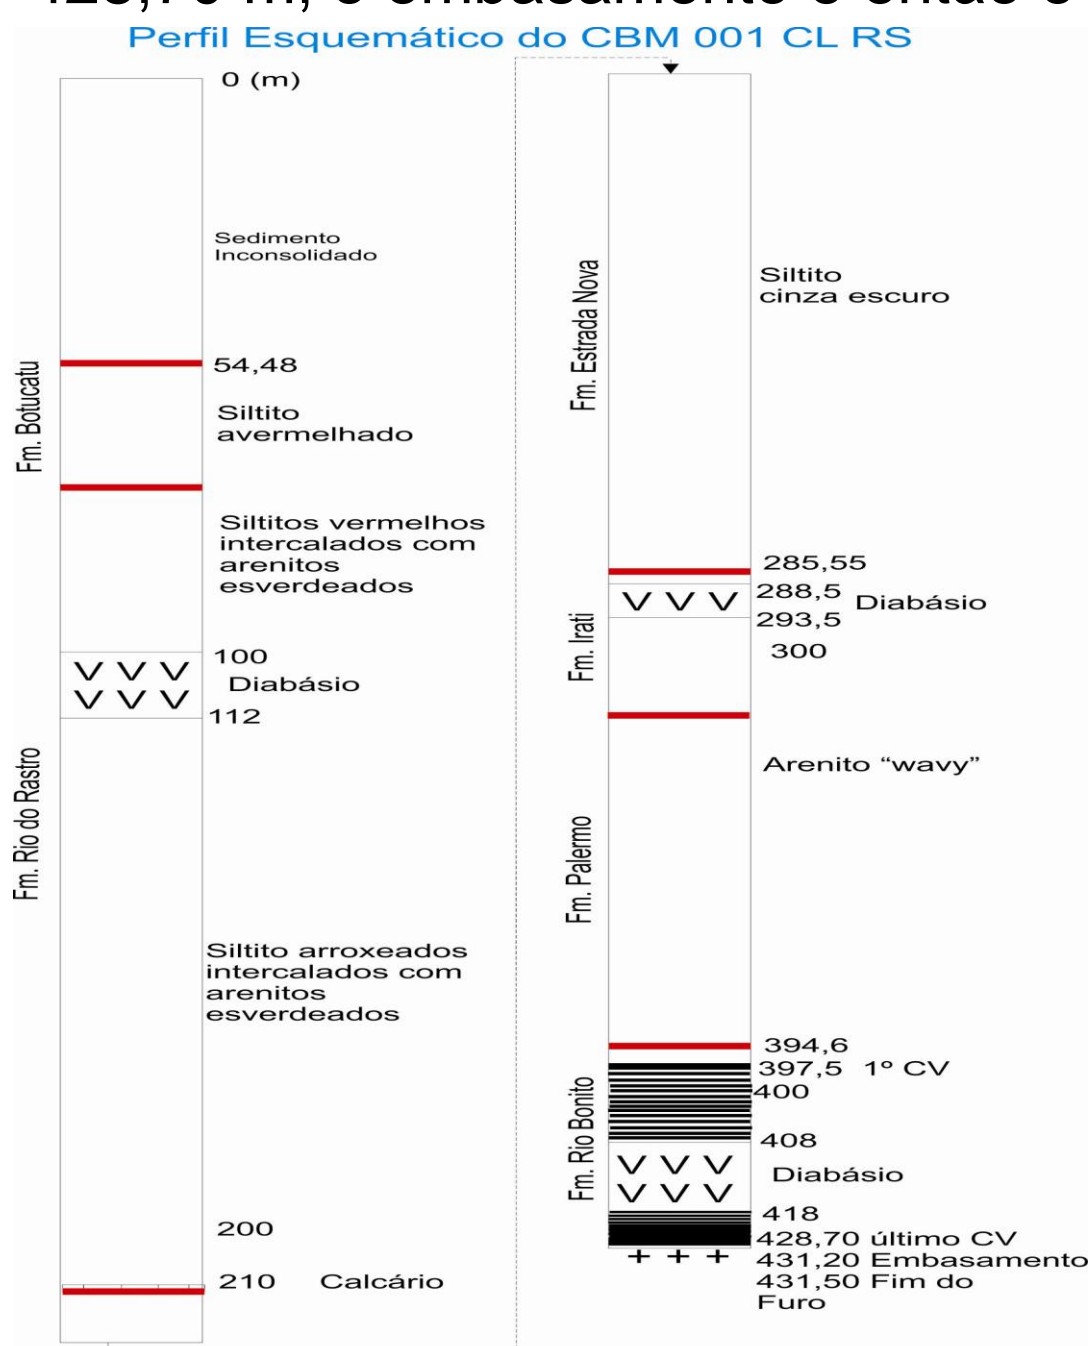 428,70 m, o embasamento e então o
Perfil Esquemático do CBM 001 CL RS
0 (m)
Sedimento
Inconsolidado
54,48
Fm. Botucatu
Siltito
avermelhado
Siltitos vermelhos
intercalados com
arenitos
esverdeados
100
Diabásio
V V V
V V V
112
Fm. Rio do Rastro
Siltito arroxeados
intercalados com
arenitos
esverdeados
200
210 Calcário
Fm. Estrada Nova
Siltito
cinza escuro
285,55
288,5
V V V Diabásio
293,5
Fm. Irati
300
Arenito “wavy”
Fm. Palermo
394,6
397,5 1º CV
400
Fm. Rio Bonito
408
V V V
Diabásio
V V V
418
428,70 último CV
+ + + 431,20 Embasamento
431,50 Fim do
Furo